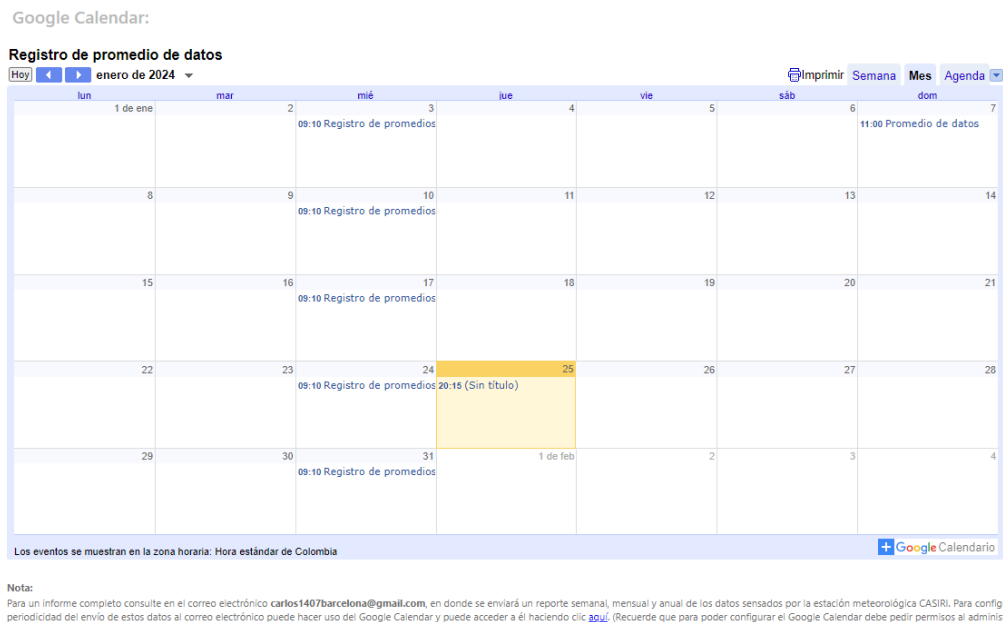 Google Calendar:
Registro de promedio de datos
Hoy enero de 2024 Imprimir Semana Mes Agenda
lun mar mié jue vie sáb dom
1 de ene 2 3 4 5 6 7
09:10 Registro de promedios 11:00 Promedio de datos
8 9 10 11 12 13 14
09:10 Registro de promedios
15 16 17 18 19 20 21
09:10 Registro de promedios
22 23 24 25 26 27 28
09:10 Registro de promedios 20:15 (Sin título)
29 30 31 1 de feb 2 3 4
09:10 Registro de promedios
Los eventos se muestran en la zona horaria: Hora estándar de Colombia Google Calendario
Nota:
Para un informe completo consulte en el correo electrónico carlos1407barcelona@gmail.com, en donde se enviará un reporte semanal, mensual y anual de los datos sensados por la estación meteorológica CASIRI. Para config
periodicidad del envío de estos datos al correo electrónico puede hacer uso del Google Calendar y puede acceder a él haciendo clic aquí. (Recuerde que para poder configurar el Google Calendar debe pedir permisos al adminis